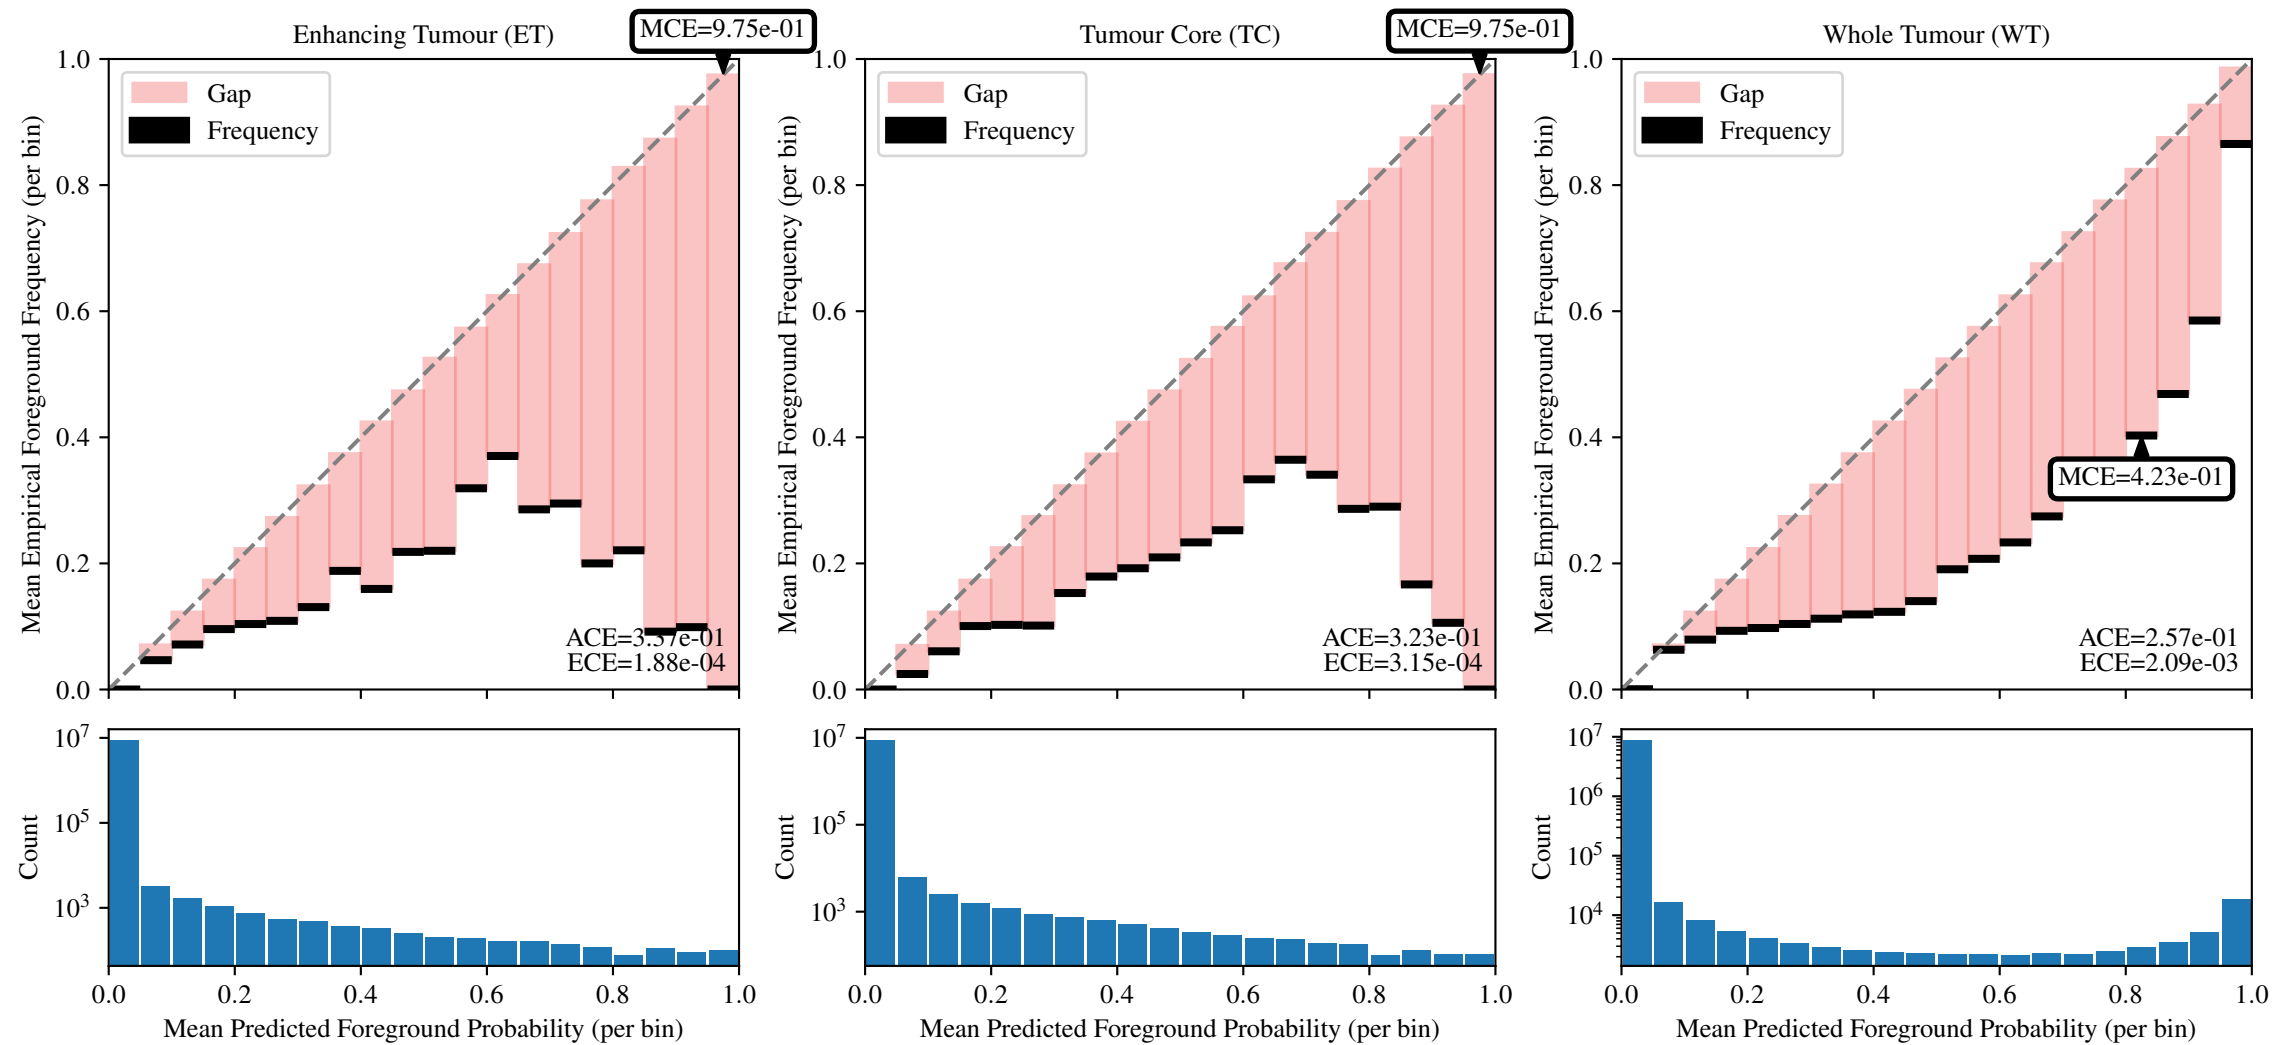 Enhancing Tumour (ET)
MCE=9.75e-01
Gap
Frequency
Mean Empirical Foreground Frequency (per bin)
1.0
0.8
0.6
0.4
0.2
0.0
ACE=3.37e-01
ECE=1.88e-04
Count
10^7
10^5
10^3
0.0 0.2 0.4 0.6 0.8 1.0
Mean Predicted Foreground Probability (per bin)
Tumour Core (TC)
MCE=9.75e-01
Gap
Frequency
Mean Empirical Foreground Frequency (per bin)
1.0
0.8
0.6
0.4
0.2
0.0
ACE=3.23e-01
ECE=3.15e-04
Count
10^7
10^5
10^3
0.0 0.2 0.4 0.6 0.8 1.0
Mean Predicted Foreground Probability (per bin)
Whole Tumour (WT)
Gap
Frequency
Mean Empirical Foreground Frequency (per bin)
1.0
0.8
0.6
0.4
0.2
0.0
MCE=4.23e-01
ACE=2.57e-01
ECE=2.09e-03
Count
10^7
10^6
10^5
10^4
0.0 0.2 0.4 0.6 0.8 1.0
Mean Predicted Foreground Probability (per bin)